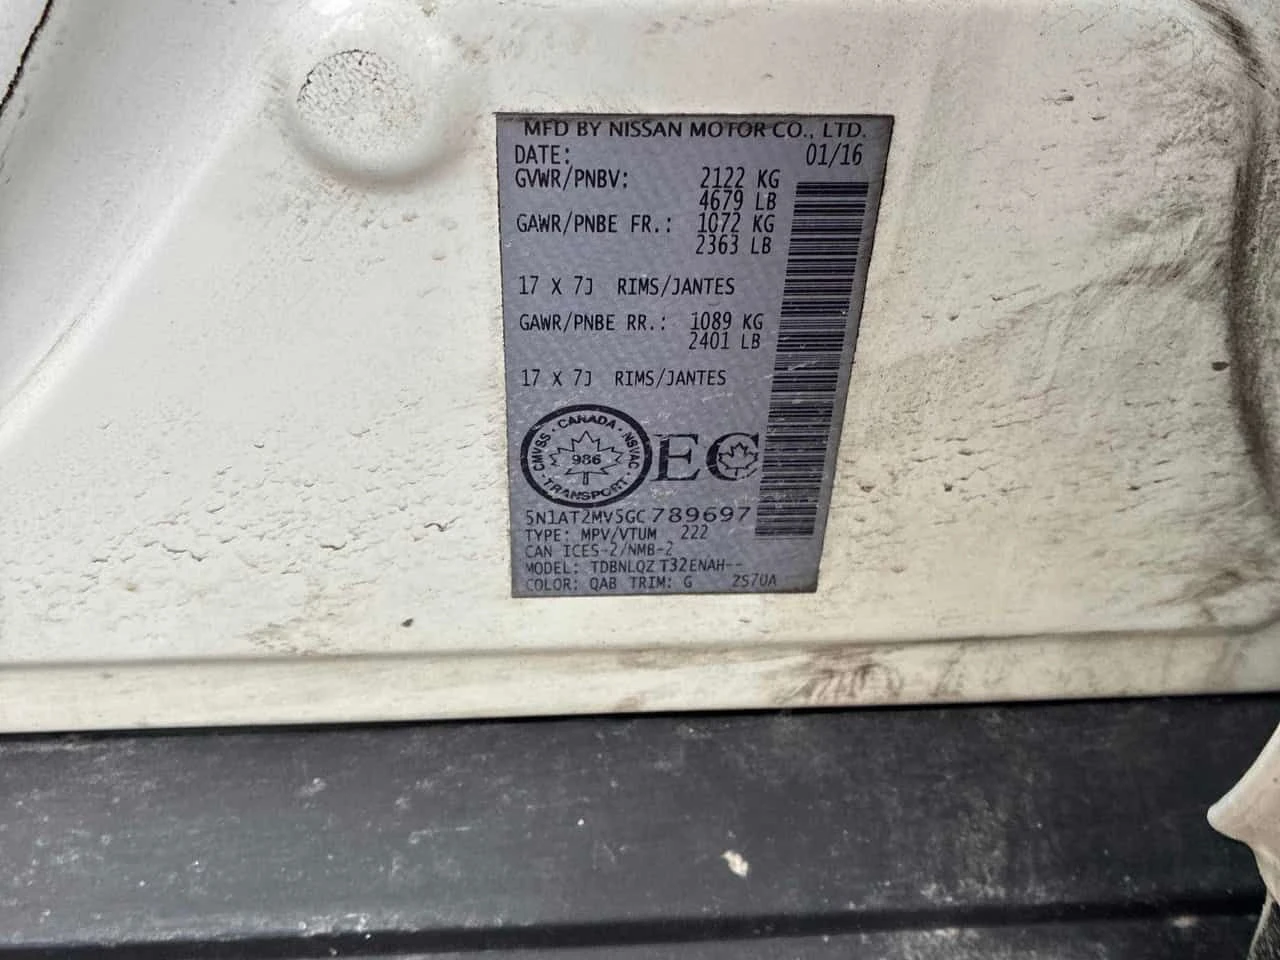 MFD BY NISSAN MOTOR CO., LTD.
DATE: 01/16
GVWR/PNBV: 2122 KG
4679 LB
GAWR/PNBE FR.: 1072 KG
2363 LB
17 X 7J RIMS/JANTES
GAWR/PNBE RR.: 1089 KG
2401 LB
17 X 7J RIMS/JANTES
CMVSS · CANADA · NSVAC · TRANSPORT ·
986
EC
5N1AT2MV5GC789697
TYPE: MPV/VTUM 222
CAN ICES-2/NMB-2
MODEL: TDBNLQZ T32ENAH--
COLOR: QAB TRIM: G 2S7UA